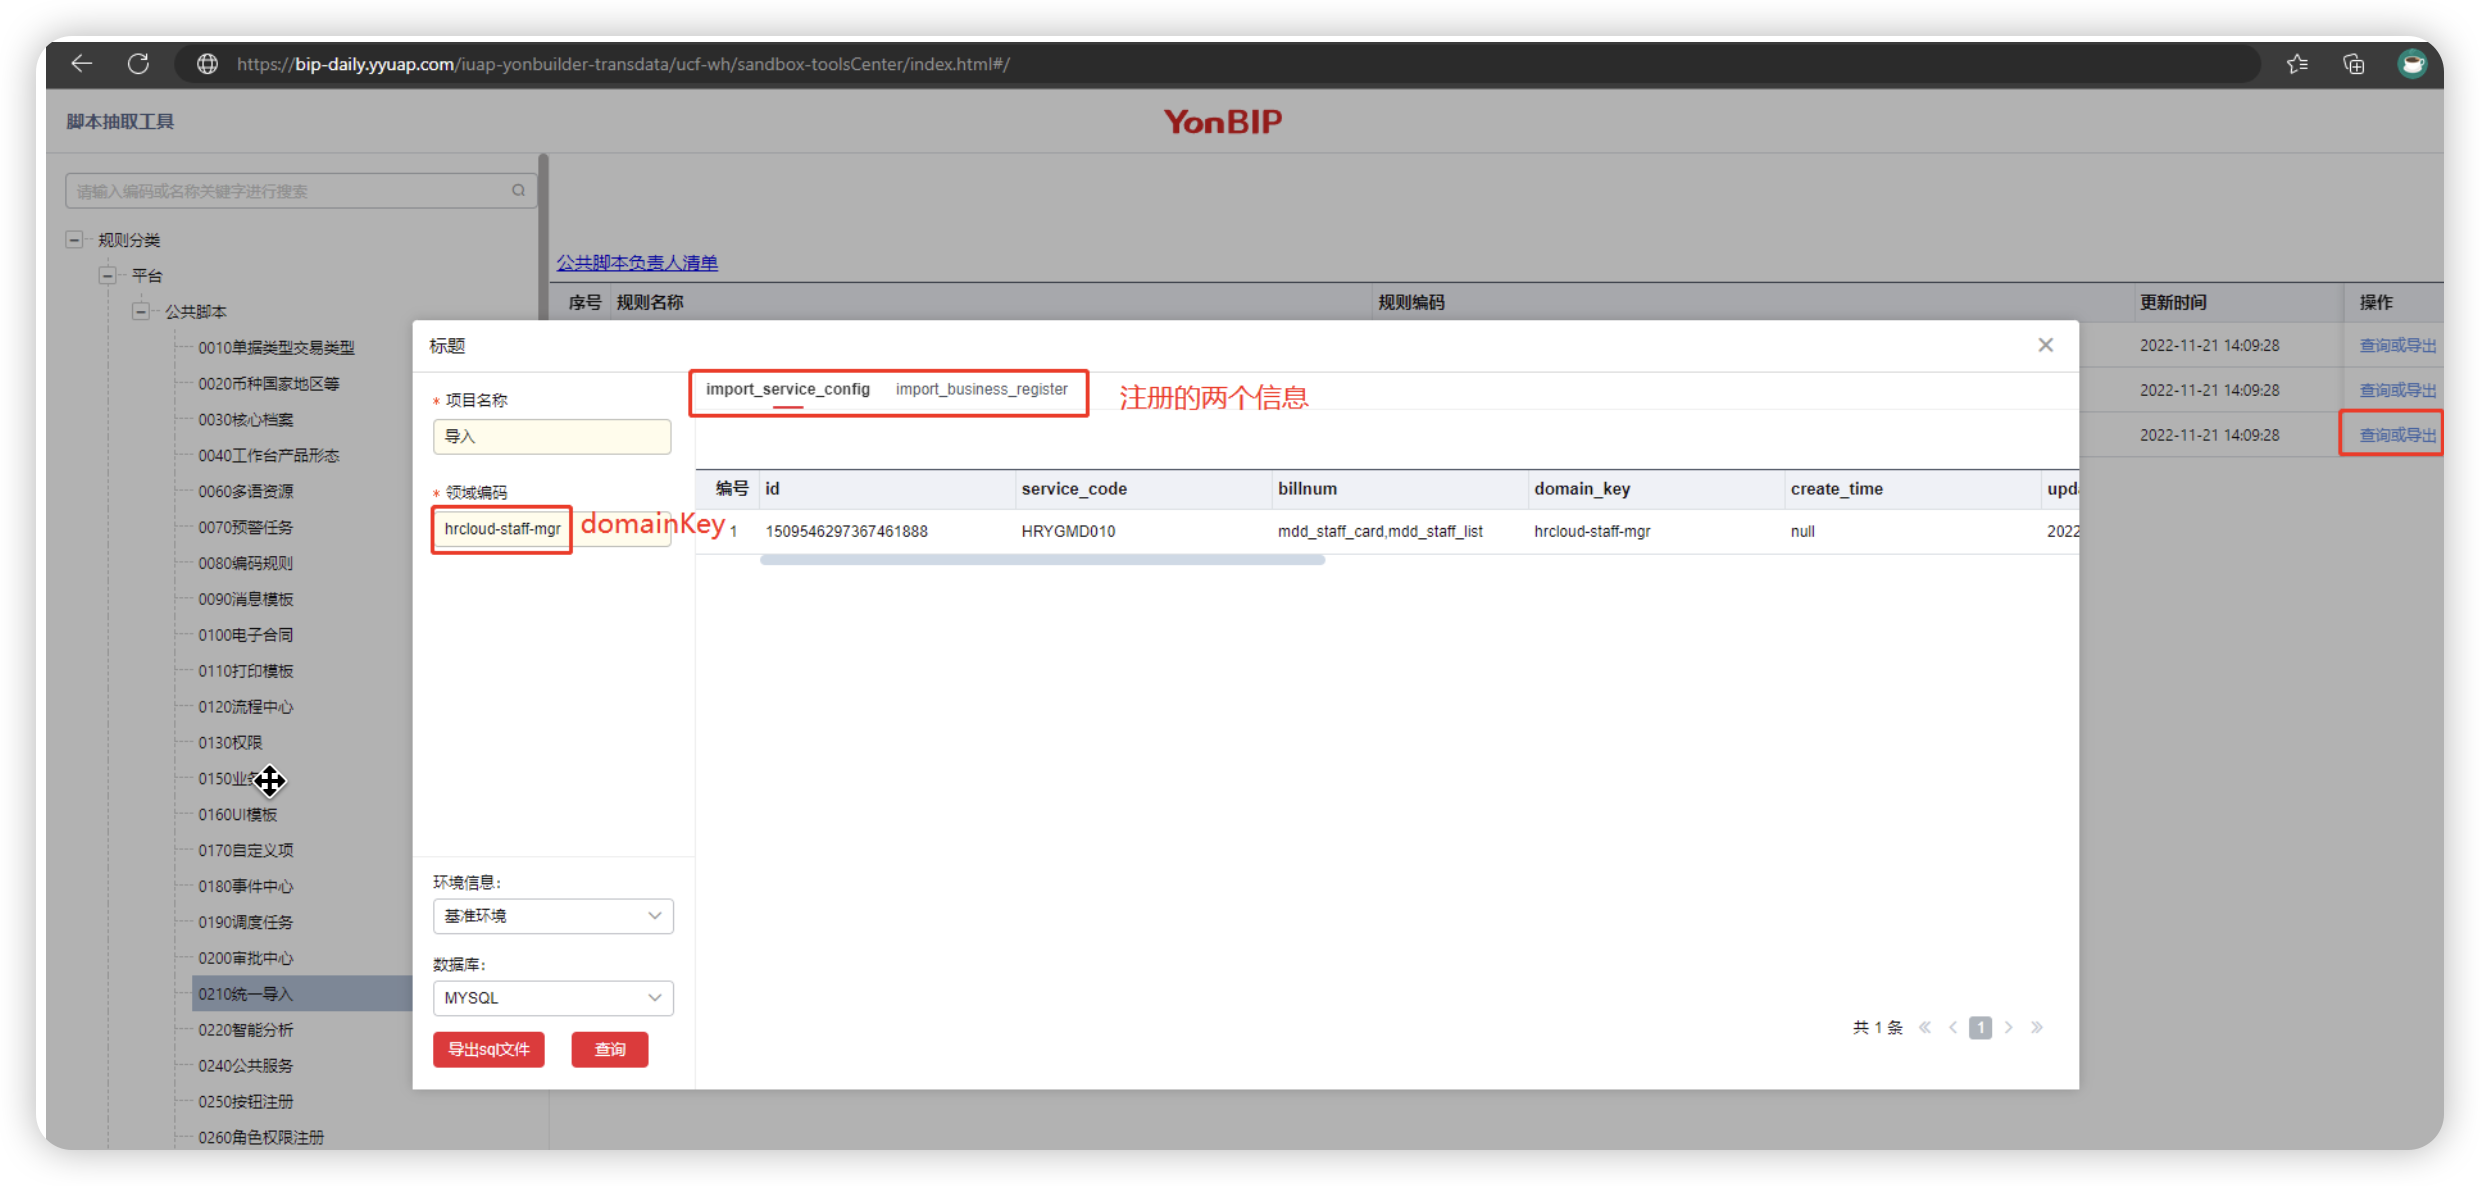 https://bip-daily.yyuap.com/iuap-yonbuilder-transdata/ucf-wh/sandbox-toolsCenter/index.html#/
脚本抽取工具
YonBIP
请输入编码或名称关键字进行搜索
规则分类
平台
公共脚本
0010单据类型交易类型
0020币种国家地区等
0030核心档案
0040工作台产品形态
0060多语资源
0070预警任务
0080编码规则
0090消息模板
0100电子合同
0110打印模板
0120流程中心
0130权限
0150业
0160UI模板
0170自定义项
0180事件中心
0190调度任务
0200审批中心
0210统一导入
0220智能分析
0240公共服务
0250按钮注册
0260角色权限注册
公共脚本负责人清单
序号 规则名称 规则编码 更新时间 操作
2022-11-21 14:09:28 查询或导出
2022-11-21 14:09:28 查询或导出
2022-11-21 14:09:28 查询或导出
标题
* 项目名称
导入
* 领域编码
hrcloud-staff-mgr domainKey
环境信息:
基准环境
数据库:
MYSQL
导出sql文件 查询
import_service_config import_business_register 注册的两个信息
编号 id service_code billnum domain_key create_time upd
1 1509546297367461888 HRYGMD010 mdd_staff_card,mdd_staff_list hrcloud-staff-mgr null 2022
共 1 条 1